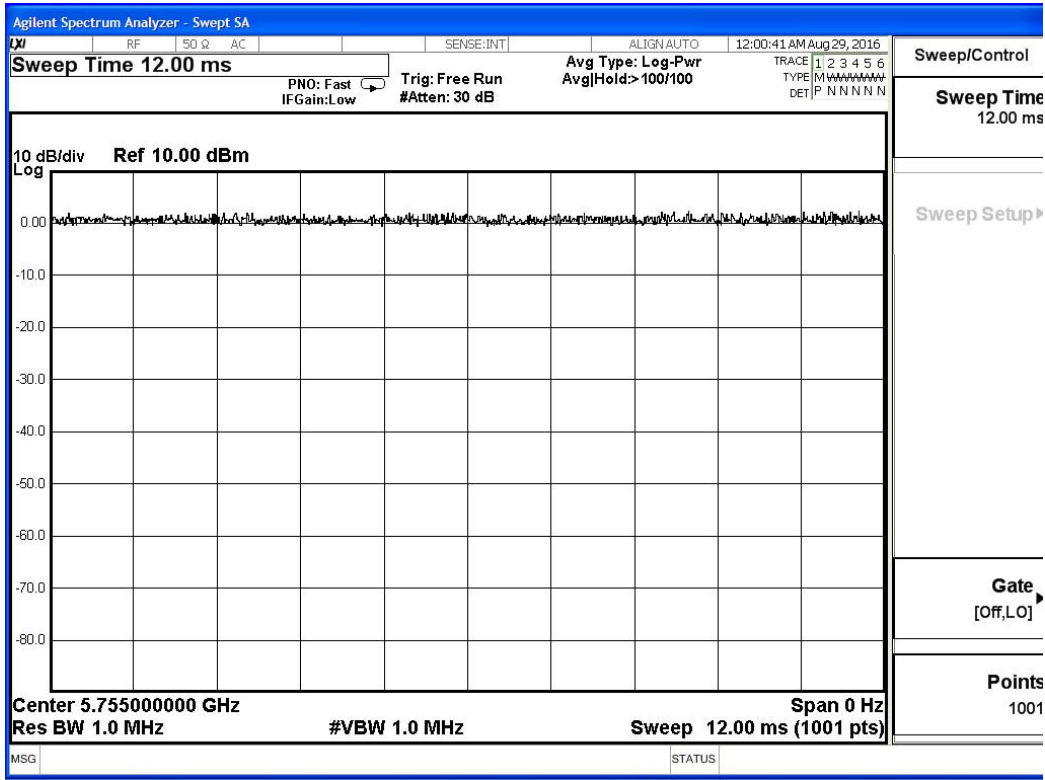 Agilent Spectrum Analyzer - Swept SA
LXI RF 50 Ω AC SENSE:INT ALIGN AUTO 12:00:41 AM Aug 29, 2016
Sweep Time 12.00 ms
PNO: Fast
IFGain:Low
Trig: Free Run
#Atten: 30 dB
Avg Type: Log-Pwr
Avg|Hold:>100/100
TRACE 1 2 3 4 5 6
TYPE M
DET P N N N N N
10 dB/div Ref 10.00 dBm
Log
0.00
-10.0
-20.0
-30.0
-40.0
-50.0
-60.0
-70.0
-80.0
Center 5.755000000 GHz Span 0 Hz
Res BW 1.0 MHz #VBW 1.0 MHz Sweep 12.00 ms (1001 pts)
MSG STATUS
Sweep/Control
Sweep Time
12.00 ms
Sweep Setup
Gate
[Off,LO]
Points
1001